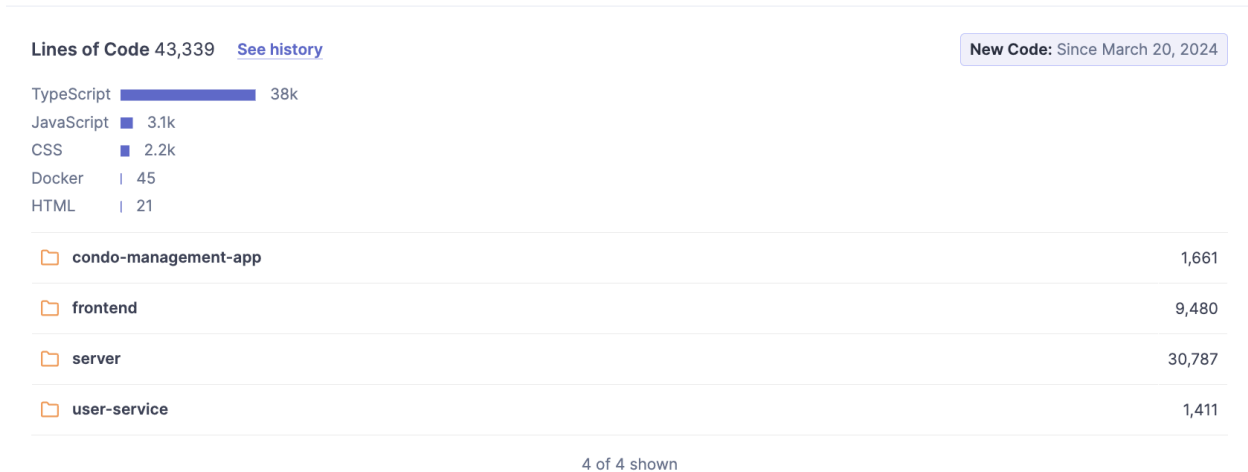 Lines of Code 43,339 See history New Code: Since March 20, 2024
TypeScript 38k
JavaScript 3.1k
CSS 2.2k
Docker 45
HTML 21
condo-management-app 1,661
frontend 9,480
server 30,787
user-service 1,411
4 of 4 shown